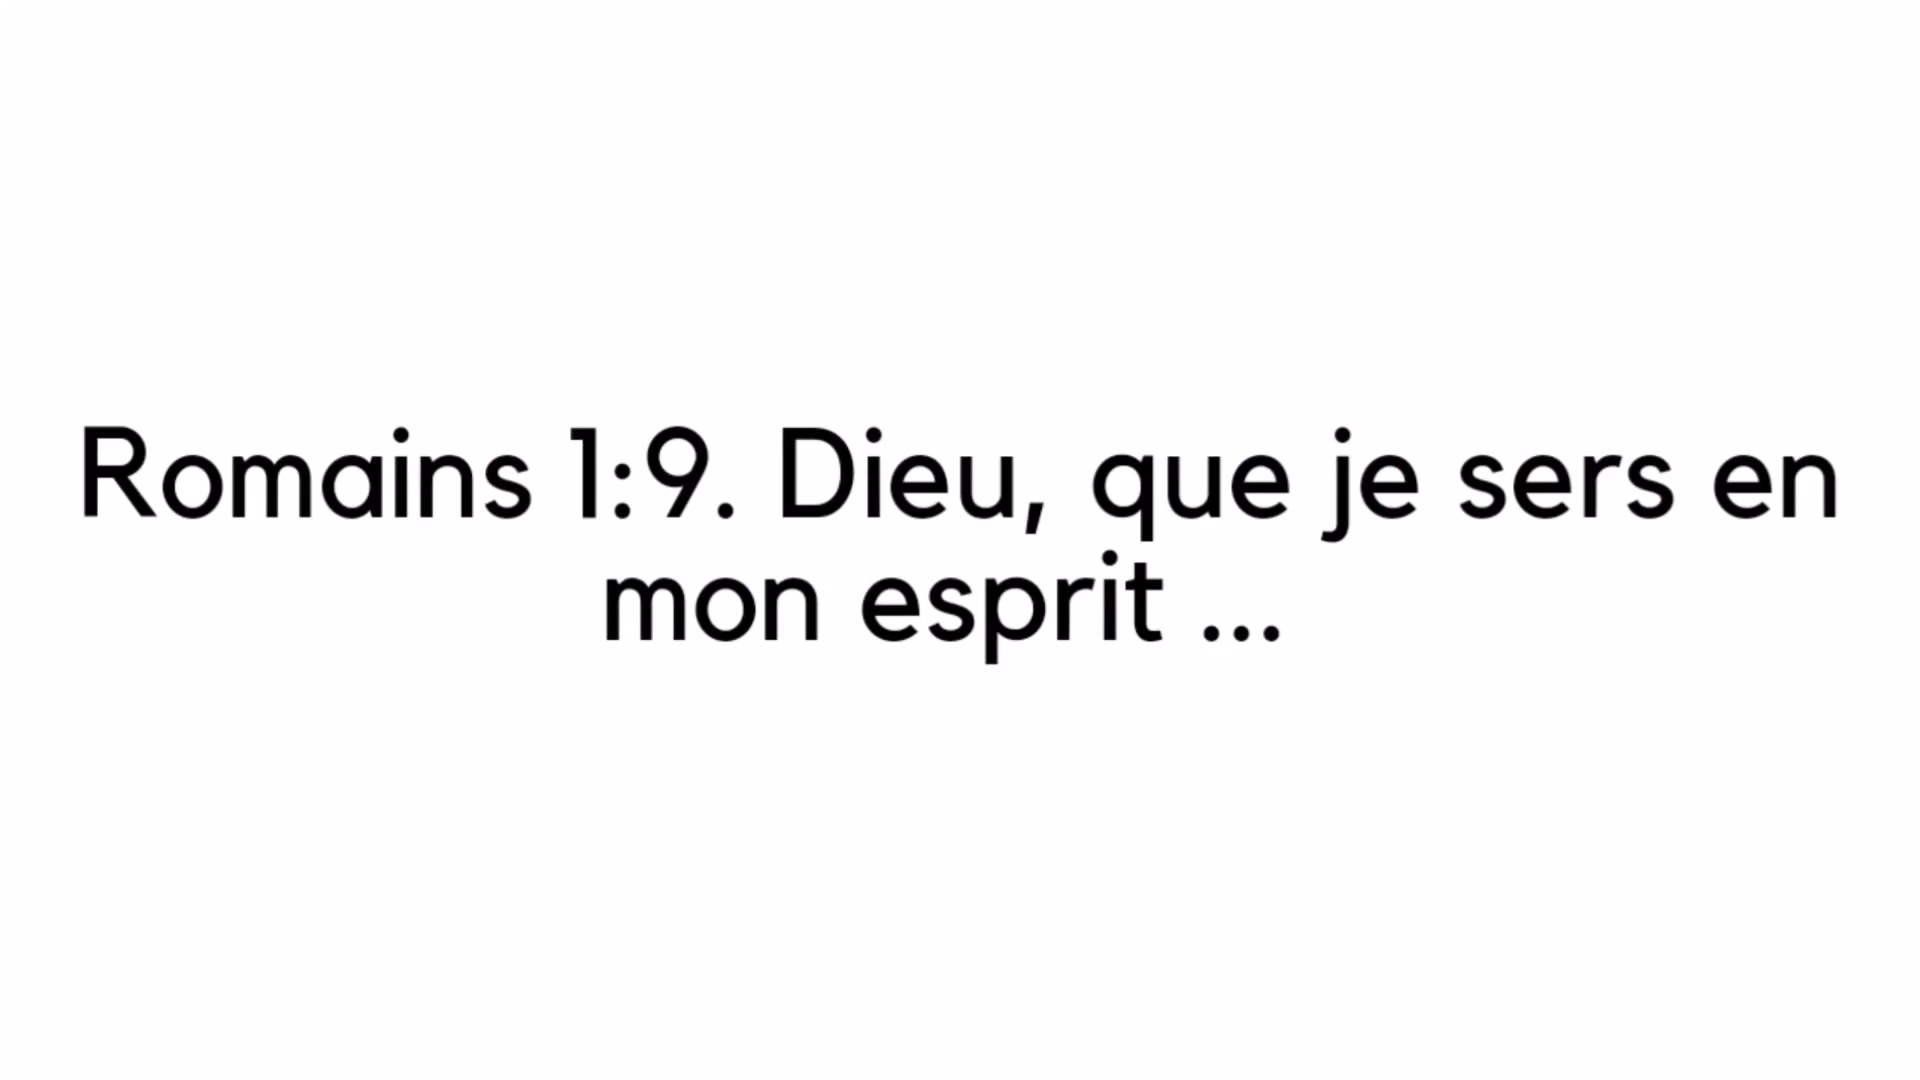 Romains 1:9. Dieu, que je sers en
mon esprit ...